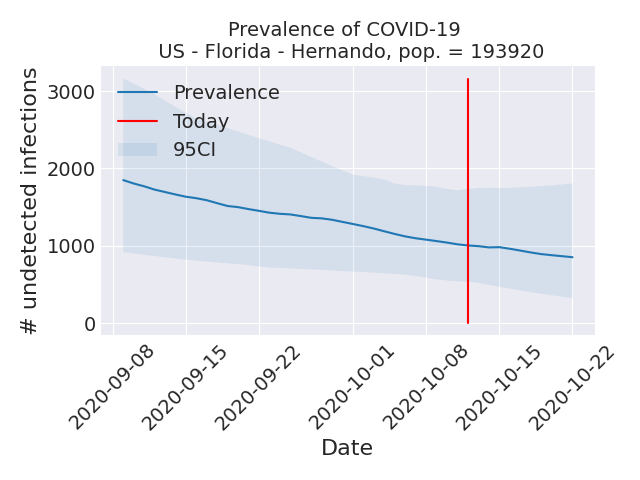 Prevalence of COVID-19
US - Florida - Hernando, pop. = 193920
# undetected infections
3000
2000
1000
0
Prevalence
Today
95CI
2020-09-08
2020-09-15
2020-09-22
2020-10-01
2020-10-08
2020-10-15
2020-10-22
Date